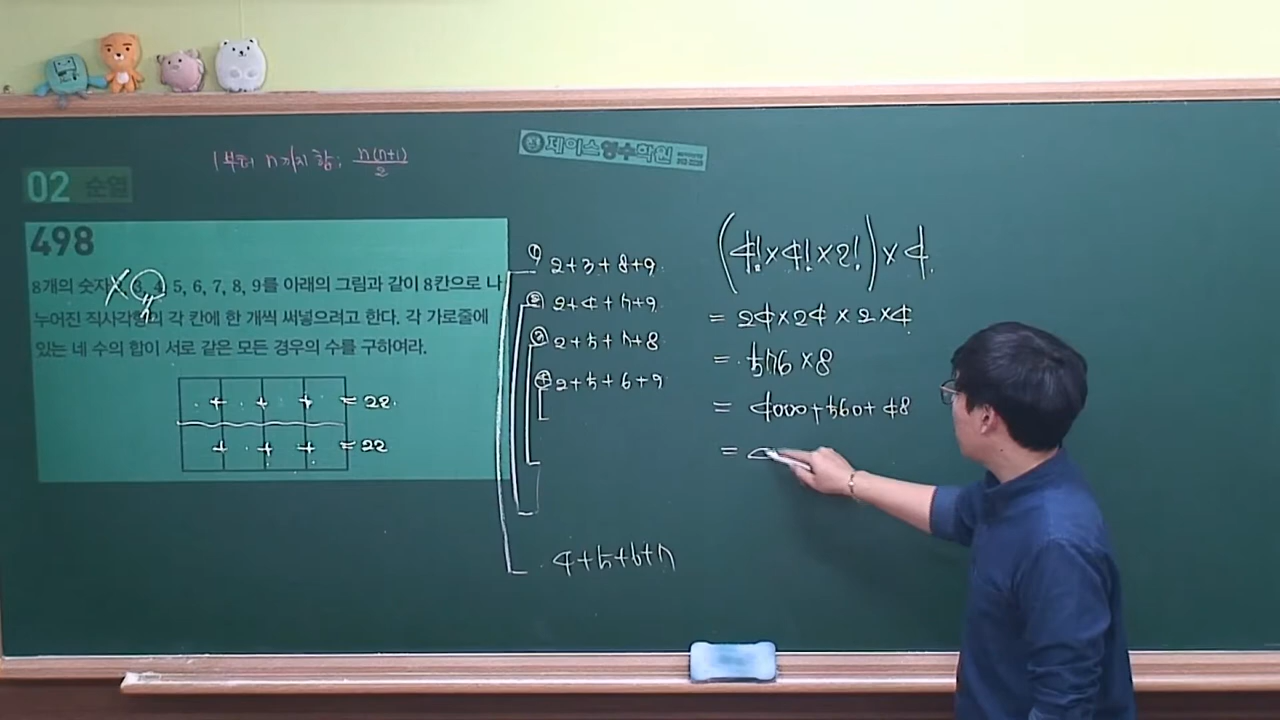 1부터 n까지 합; n(n+1)/2
제이스영수학원
02 순열
498
8개의 숫자 2, 3, 4, 5, 6, 7, 8, 9를 아래의 그림과 같이 8칸으로 나
누어진 직사각형의 각 칸에 한 개씩 써넣으려고 한다. 각 가로줄에
있는 네 수의 합이 서로 같은 모든 경우의 수를 구하여라.
+ + + = 22
+ + + = 22
① 2+3+8+9
② 2+4+7+9
③ 2+5+7+8
④ 2+5+6+9
4+5+6+7
(4!×4!×2!)×4
= 24×24×2×4
= 576×8
= 4000+560+48
=